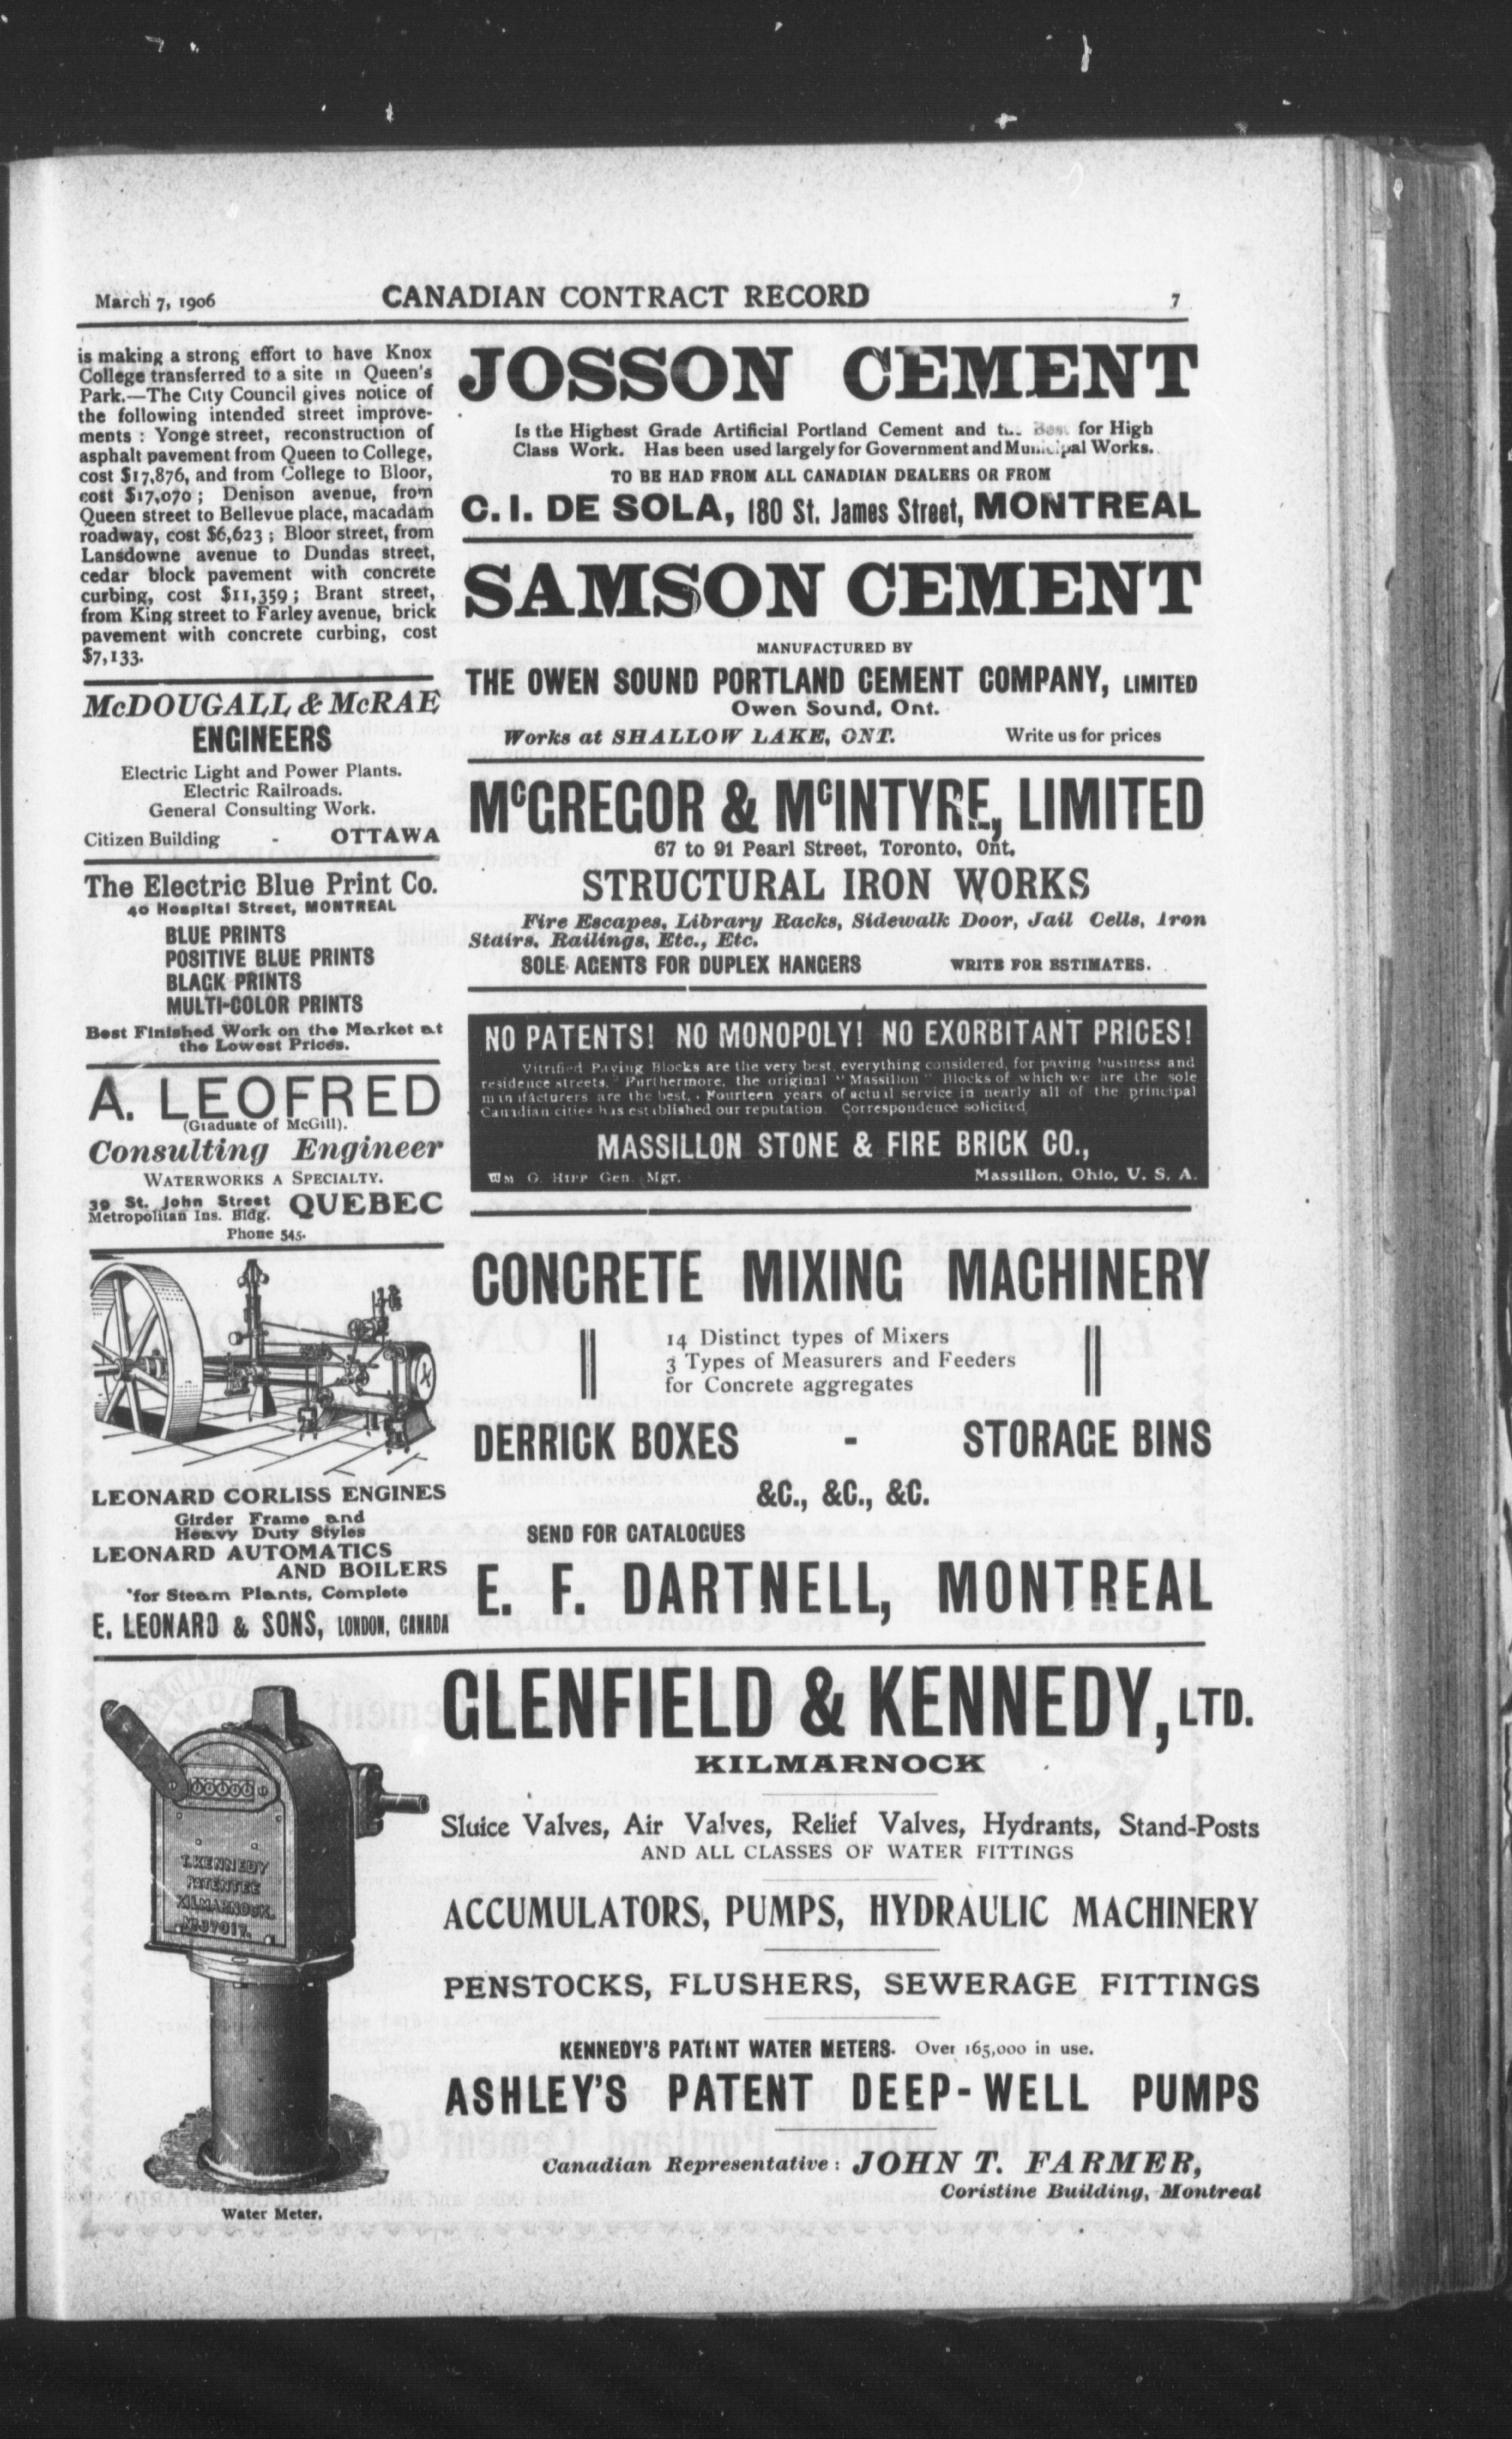 March 7, 1906
CANADIAN CONTRACT RECORD
7
is making a strong effort to have Knox
College transferred to a site in Queen's
Park.—The City Council gives notice of
the following intended street improve-
ments : Yonge street, reconstruction of
asphalt pavement from Queen to College,
cost $17,876, and from College to Bloor,
cost $17,070 ; Denison avenue, from
Queen street to Bellevue place, macadam
roadway, cost $6,623 ; Bloor street, from
Lansdowne avenue to Dundas street,
cedar block pavement with concrete
curbing, cost $11,359 ; Brant street,
from King street to Farley avenue, brick
pavement with concrete curbing, cost
$7,133.
McDOUGALL & McRAE
ENGINEERS
Electric Light and Power Plants.
Electric Railroads.
General Consulting Work.
Citizen Building - OTTAWA
The Electric Blue Print Co.
40 Hospital Street, MONTREAL
BLUE PRINTS
POSITIVE BLUE PRINTS
BLACK PRINTS
MULTI-COLOR PRINTS
Best Finished Work on the Market at
the Lowest Prices.
A. LEOFRED
(Graduate of McGill).
Consulting Engineer
WATERWORKS A SPECIALTY.
39 St. John Street
Metropolitan Ins. Bldg.
QUEBEC
Phone 545.
LEONARD CORLISS ENGINES
Girder Frame and
Heavy Duty Styles
LEONARD AUTOMATICS
AND BOILERS
for Steam Plants, Complete
E. LEONARD & SONS, LONDON, CANADA
JOSSON CEMENT
Is the Highest Grade Artificial Portland Cement and Best for High
Class Work. Has been used largely for Government and Municipal Works.
TO BE HAD FROM ALL CANADIAN DEALERS OR FROM
C. I. DE SOLA, 180 St. James Street, MONTREAL
SAMSON CEMENT
MANUFACTURED BY
THE OWEN SOUND PORTLAND CEMENT COMPANY, LIMITED
Owen Sound, Ont.
Works at SHALLOW LAKE, ONT. Write us for prices
McGREGOR & McINTYRE, LIMITED
67 to 91 Pearl Street, Toronto, Ont.
STRUCTURAL IRON WORKS
Fire Escapes, Library Racks, Sidewalk Door, Jail Cells, Iron
Stairs, Railings, Etc., Etc.
SOLE AGENTS FOR DUPLEX HANGERS WRITE FOR ESTIMATES.
NO PATENTS! NO MONOPOLY! NO EXORBITANT PRICES!
Vitrified Paving Blocks are the very best, everything considered, for paving business and
residence streets. Furthermore, the original "Massillon" Blocks of which we are the sole
manufacturers are the best. Fourteen years of actual service in nearly all of the principal
Canadian cities has established our reputation. Correspondence solicited
MASSILLON STONE & FIRE BRICK CO.,
WM O. HIPP Gen. Mgr. Massillon, Ohio, U. S. A.
CONCRETE MIXING MACHINERY
14 Distinct types of Mixers
3 Types of Measurers and Feeders
for Concrete aggregates
DERRICK BOXES - STORAGE BINS
&C., &C., &C.
SEND FOR CATALOGUES
E. F. DARTNELL, MONTREAL
T. KENNEDY
PATENTEE
KILMARNOCK.
Water Meter.
GLENFIELD & KENNEDY, LTD.
KILMARNOCK
Sluice Valves, Air Valves, Relief Valves, Hydrants, Stand-Posts
AND ALL CLASSES OF WATER FITTINGS
ACCUMULATORS, PUMPS, HYDRAULIC MACHINERY
PENSTOCKS, FLUSHERS, SEWERAGE FITTINGS
KENNEDY'S PATENT WATER METERS. Over 165,000 in use.
ASHLEY'S PATENT DEEP-WELL PUMPS
Canadian Representative : JOHN T. FARMER,
Coristine Building, Montreal